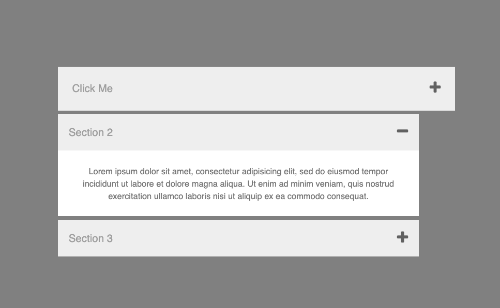 Click Me
Section 2
Lorem ipsum dolor sit amet, consectetur adipisicing elit, sed do eiusmod tempor
incididunt ut labore et dolore magna aliqua. Ut enim ad minim veniam, quis nostrud
exercitation ullamco laboris nisi ut aliquip ex ea commodo consequat.
Section 3